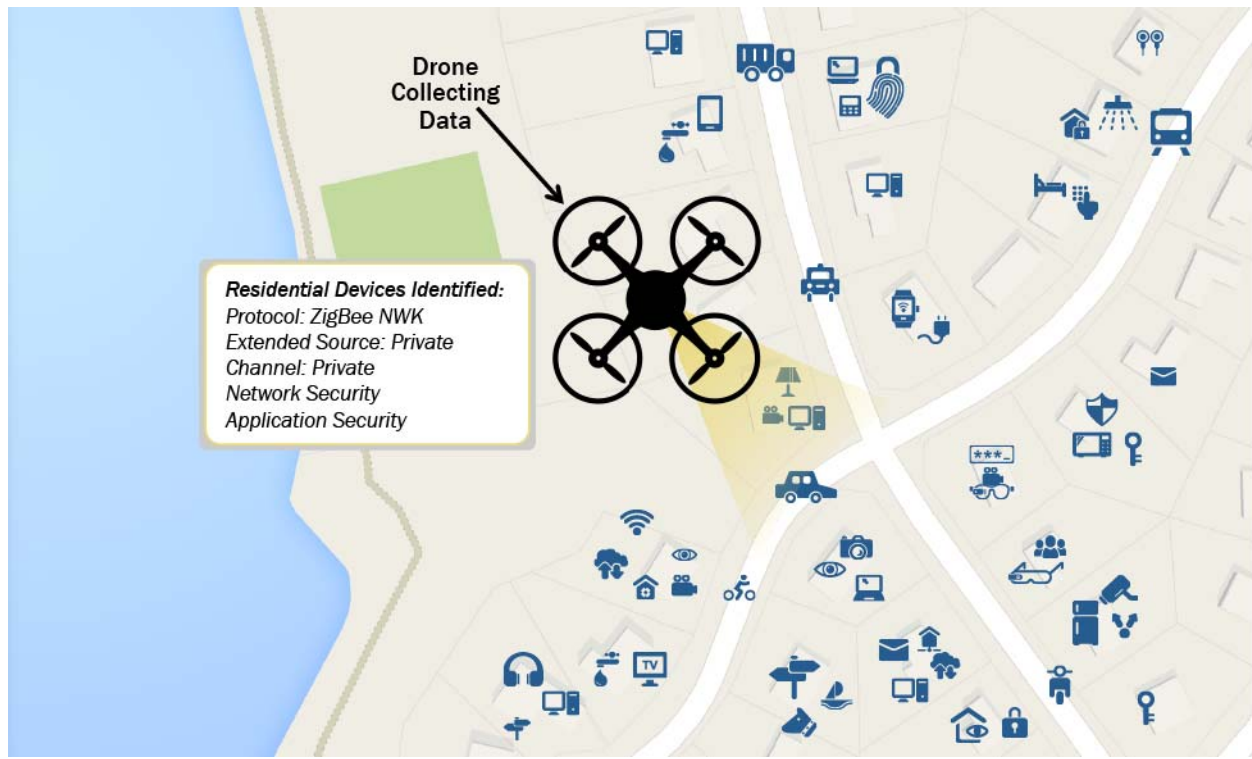 Drone
Collecting
Data
Residential Devices Identified:
Protocol: ZigBee NWK
Extended Source: Private
Channel: Private
Network Security
Application Security
***_
TV